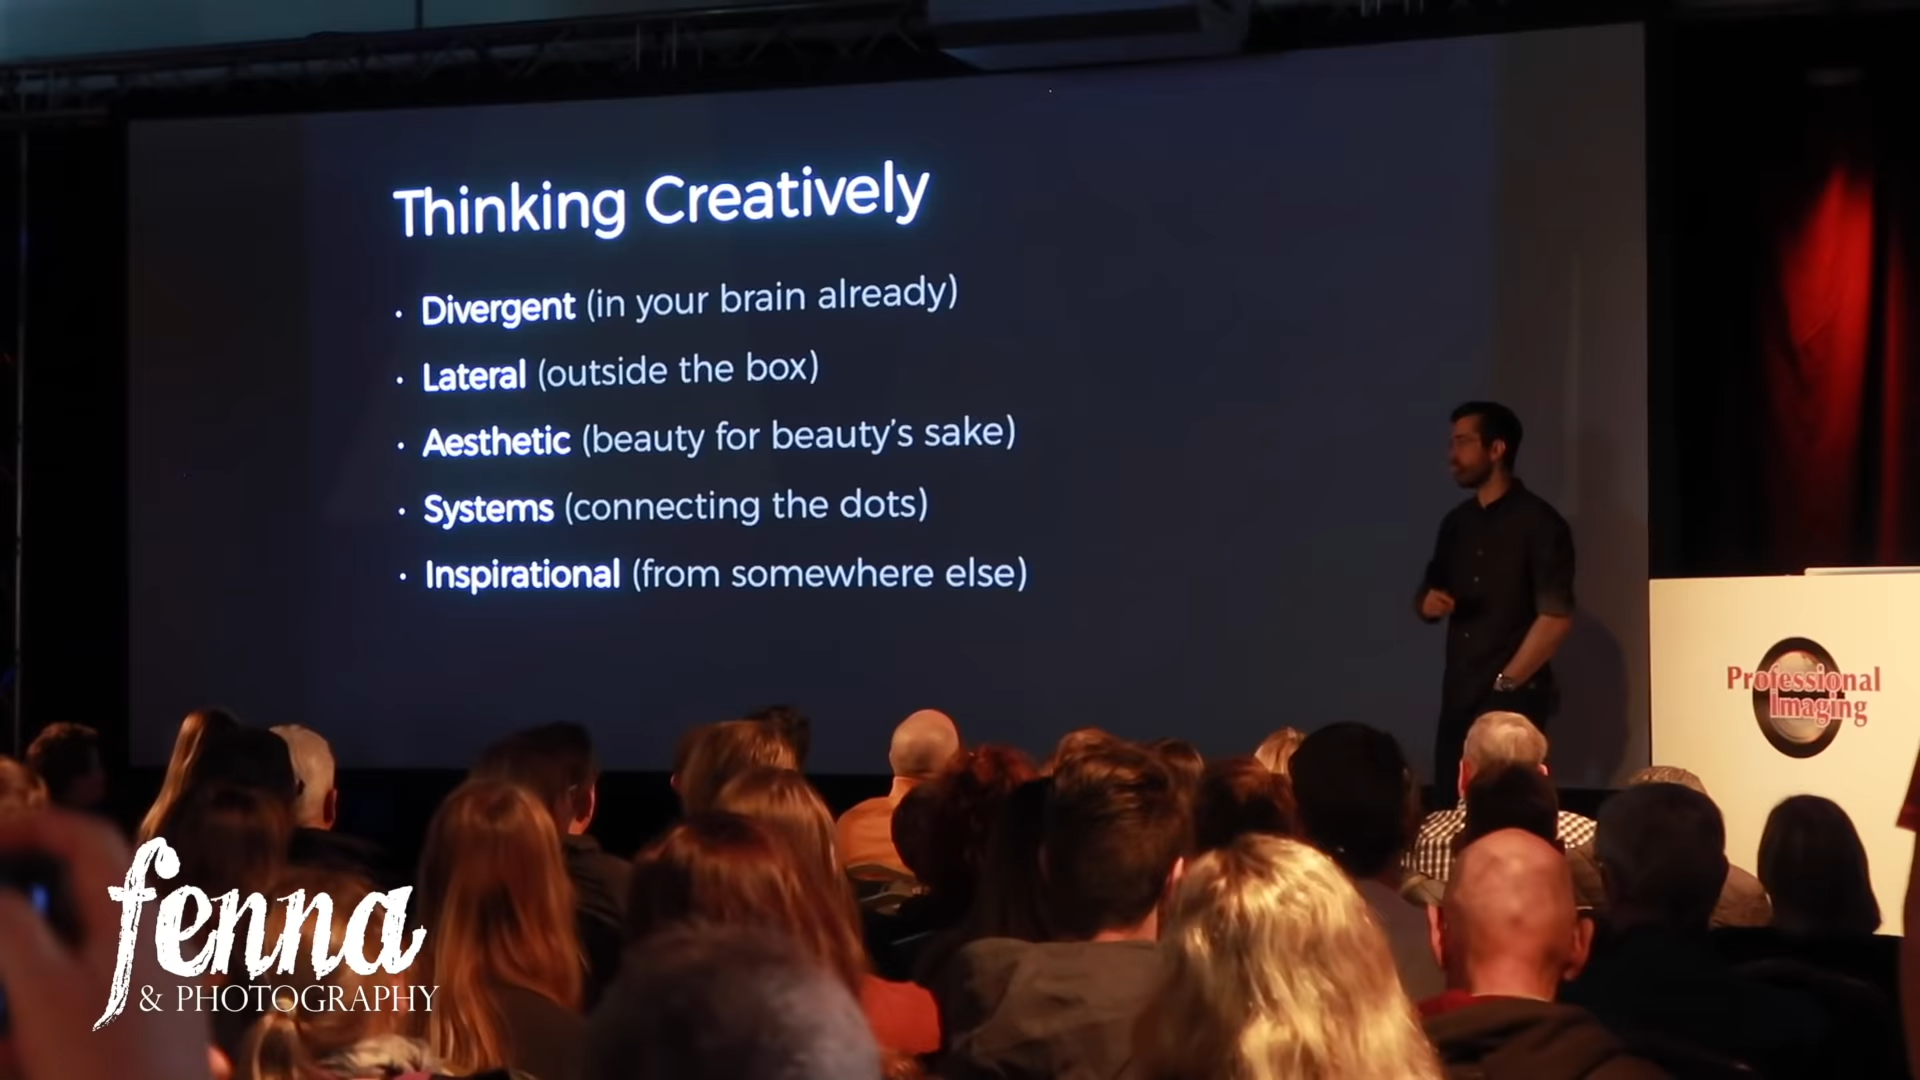 Thinking Creatively
• Divergent (in your brain already)
• Lateral (outside the box)
• Aesthetic (beauty for beauty's sake)
• Systems (connecting the dots)
• Inspirational (from somewhere else)
Professional
Imaging
fenna
& PHOTOGRAPHY